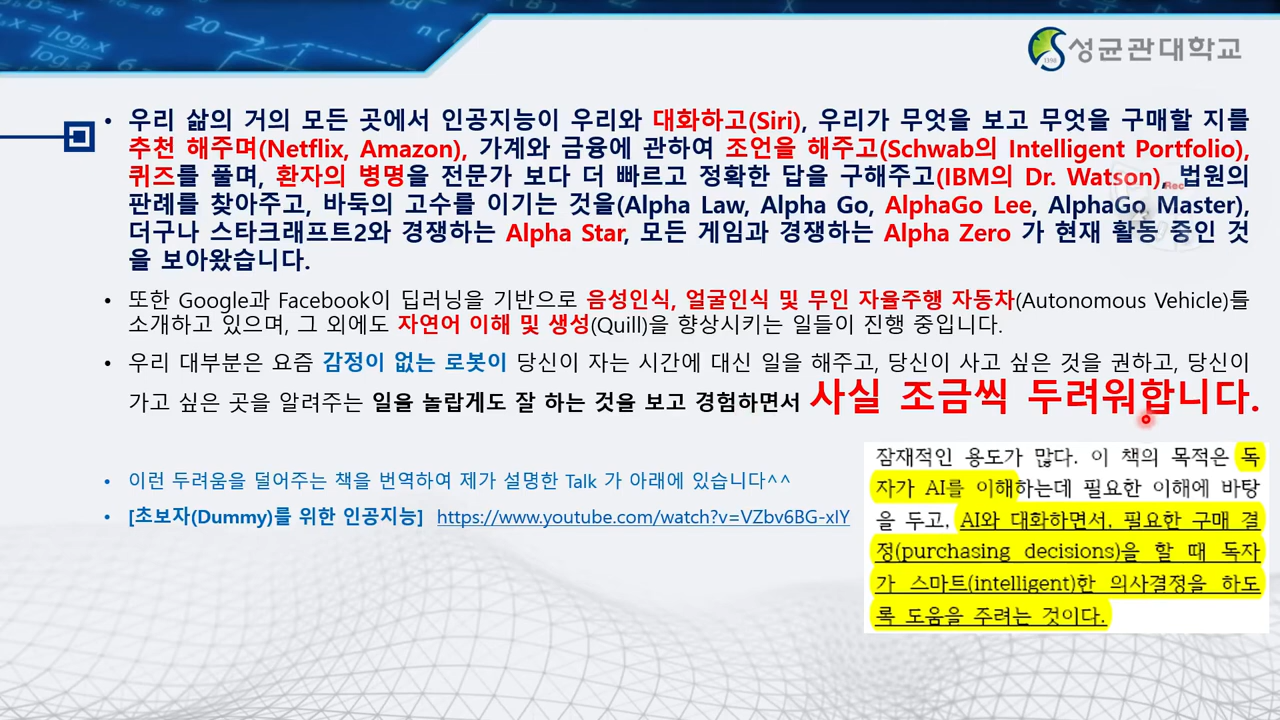 20
성균관대학교
1398
• 우리 삶의 거의 모든 곳에서 인공지능이 우리와 대화하고(Siri), 우리가 무엇을 보고 무엇을 구매할 지를
추천 해주며(Netflix, Amazon), 가계와 금융에 관하여 조언을 해주고(Schwab의 Intelligent Portfolio),
퀴즈를 풀며, 환자의 병명을 전문가 보다 더 빠르고 정확한 답을 구해주고(IBM의 Dr. Watson), 법원의
판례를 찾아주고, 바둑의 고수를 이기는 것을(Alpha Law, Alpha Go, AlphaGo Lee, AlphaGo Master),
더구나 스타크래프트2와 경쟁하는 Alpha Star, 모든 게임과 경쟁하는 Alpha Zero 가 현재 활동 중인 것
을 보아왔습니다.
• 또한 Google과 Facebook이 딥러닝을 기반으로 음성인식, 얼굴인식 및 무인 자율주행 자동차(Autonomous Vehicle)를
소개하고 있으며, 그 외에도 자연어 이해 및 생성(Quill)을 향상시키는 일들이 진행 중입니다.
• 우리 대부분은 요즘 감정이 없는 로봇이 당신이 자는 시간에 대신 일을 해주고, 당신이 사고 싶은 것을 권하고, 당신이
가고 싶은 곳을 알려주는 일을 놀랍게도 잘 하는 것을 보고 경험하면서 사실 조금씩 두려워합니다.
• 이런 두려움을 덜어주는 책을 번역하여 제가 설명한 Talk 가 아래에 있습니다^^
• [초보자(Dummy)를 위한 인공지능] https://www.youtube.com/watch?v=VZbv6BG-xIY
잠재적인 용도가 많다. 이 책의 목적은 독
자가 AI를 이해하는데 필요한 이해에 바탕
을 두고, AI와 대화하면서, 필요한 구매 결
정(purchasing decisions)을 할 때 독자
가 스마트(intelligent)한 의사결정을 하도
록 도움을 주려는 것이다.